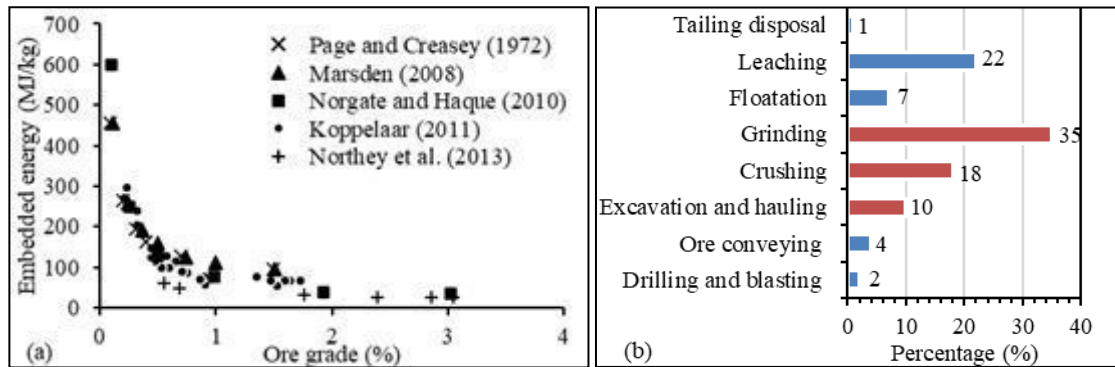 700
600
500
400
300
200
100
0
Embedded energy (MJ/kg)
Page and Creasey (1972)
Marsden (2008)
Norgate and Haque (2010)
Koppelaar (2011)
Northey et al. (2013)
0 1 2 3 4
(a) Ore grade (%)
(b)
Tailing disposal 1
Leaching 22
Floatation 7
Grinding 35
Crushing 18
Excavation and hauling 10
Ore conveying 4
Drilling and blasting 2
0 10 20 30 40
Percentage (%)